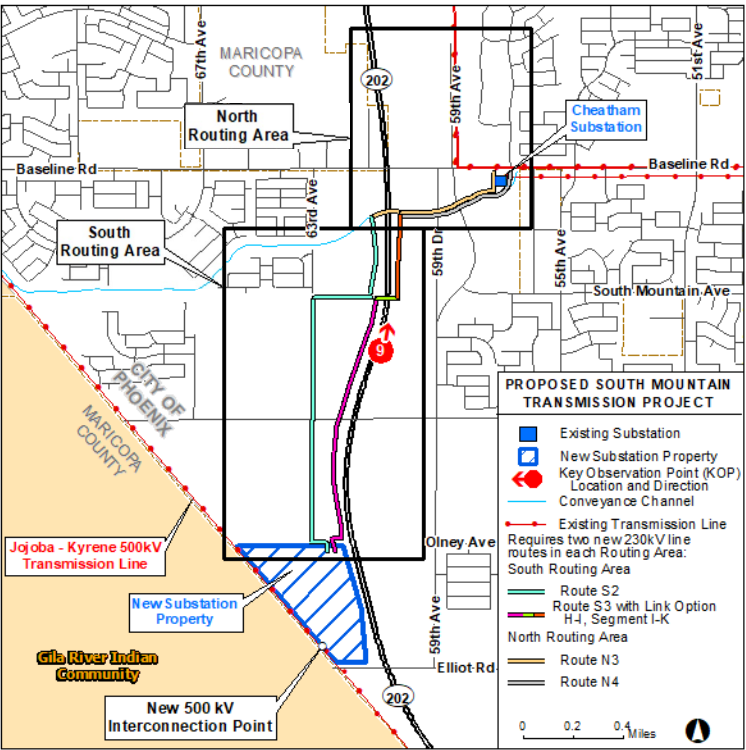 67th Ave
MARICOPA
COUNTY
202
59th Ave
51st Ave
North
Routing Area
Cheatham
Substation
Baseline Rd
Baseline Rd
63rd Ave
South
Routing Area
59th Dr
55th Ave
South Mountain Ave
9
CITY OF
PHOENIX
MARICOPA
COUNTY
PROPOSED SOUTH MOUNTAIN
TRANSMISSION PROJECT
Existing Substation
New Substation Property
Key Observation Point (KOP)
Location and Direction
Conveyance Channel
Existing Transmission Line
Requires two new 230kV line
routes in each Routing Area:
South Routing Area
Route S2
Route S3 with Link Option
H-I, Segment I-K
North Routing Area
Route N3
Route N4
0 0.2 0.4 Miles
Jojoba - Kyrene 500kV
Transmission Line
Olney Ave
New Substation
Property
59th Ave
Gila River Indian
Community
Elliot Rd
202
New 500 kV
Interconnection Point